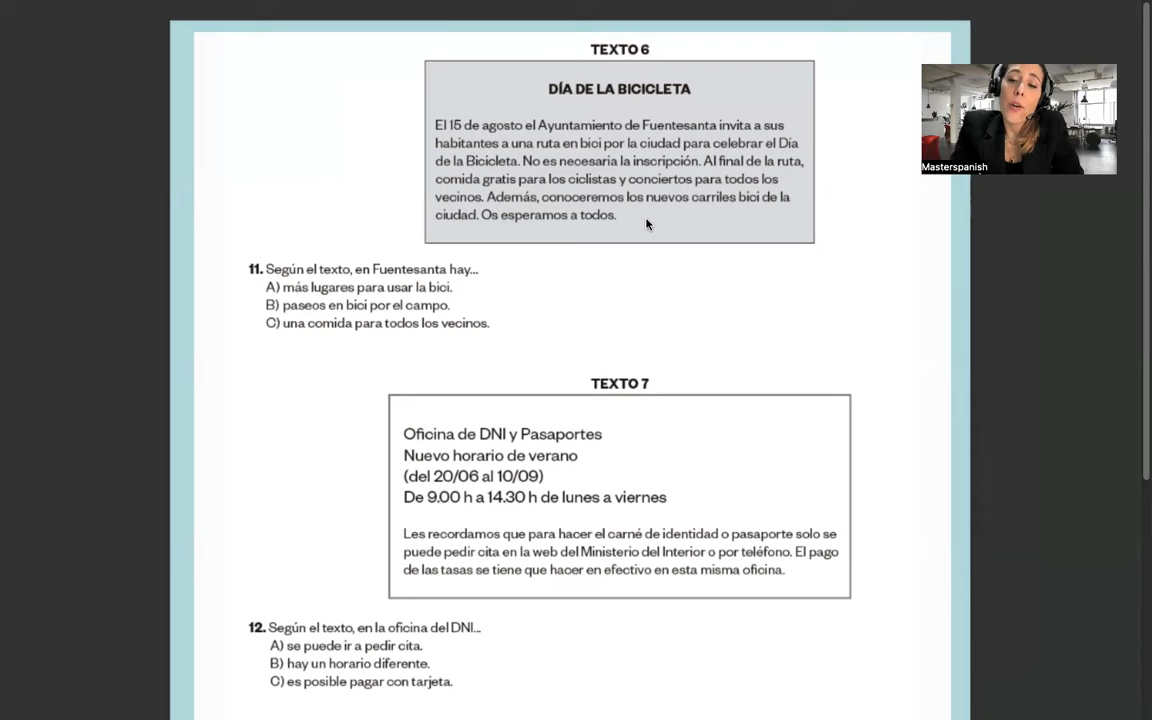 TEXTO 6
DÍA DE LA BICICLETA
El 15 de agosto el Ayuntamiento de Fuentesanta invita a sus
habitantes a una ruta en bici por la ciudad para celebrar el Día
de la Bicicleta. No es necesaria la inscripción. Al final de la ruta,
comida gratis para los ciclistas y conciertos para todos los
vecinos. Además, conoceremos los nuevos carriles bici de la
ciudad. Os esperamos a todos.
Masterspanish
11. Según el texto, en Fuentesanta hay...
A) más lugares para usar la bici.
B) paseos en bici por el campo.
C) una comida para todos los vecinos.
TEXTO 7
Oficina de DNI y Pasaportes
Nuevo horario de verano
(del 20/06 al 10/09)
De 9.00 h a 14.30 h de lunes a viernes
Les recordamos que para hacer el carné de identidad o pasaporte solo se
puede pedir cita en la web del Ministerio del Interior o por teléfono. El pago
de las tasas se tiene que hacer en efectivo en esta misma oficina.
12. Según el texto, en la oficina del DNI...
A) se puede ir a pedir cita.
B) hay un horario diferente.
C) es posible pagar con tarjeta.